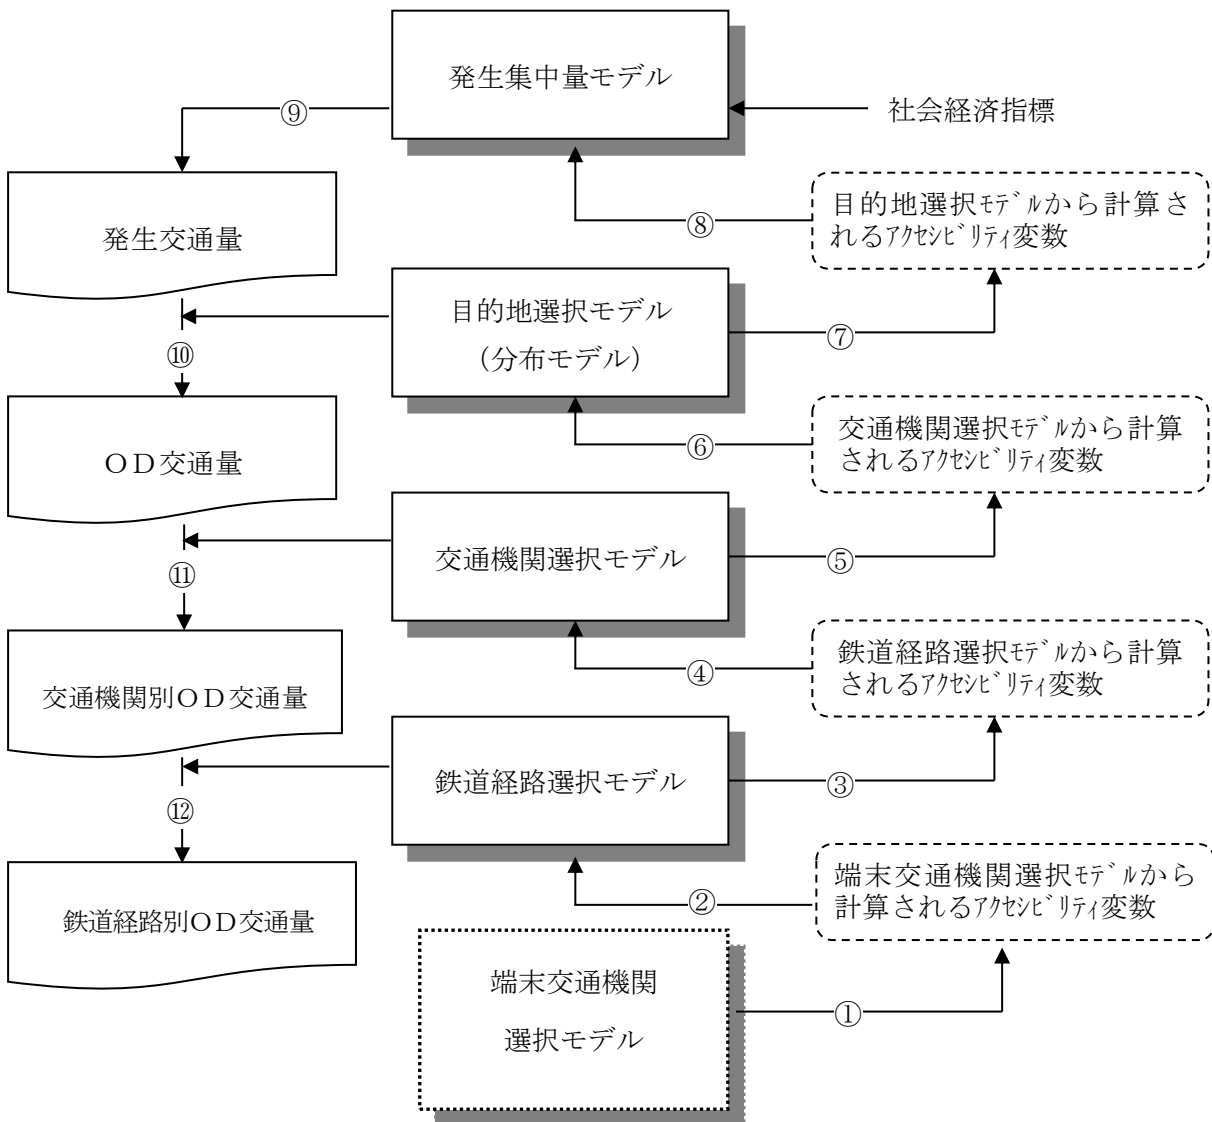 発生集中量モデル
⑨
社会経済指標
発生交通量
⑧
目的地選択ﾓﾃﾞﾙから計算さ
れるｱｸｾｼﾋﾞﾘﾃｨ変数
目的地選択モデル
（分布モデル）
⑦
⑩
ＯＤ交通量
⑥
交通機関選択ﾓﾃﾞﾙから計算
されるｱｸｾｼﾋﾞﾘﾃｨ変数
交通機関選択モデル
⑤
⑪
交通機関別ＯＤ交通量
④
鉄道経路選択ﾓﾃﾞﾙから計算
されるｱｸｾｼﾋﾞﾘﾃｨ変数
鉄道経路選択モデル
③
⑫
鉄道経路別ＯＤ交通量
②
端末交通機関選択ﾓﾃﾞﾙから
計算されるｱｸｾｼﾋﾞﾘﾃｨ変数
端末交通機関
選択モデル
①